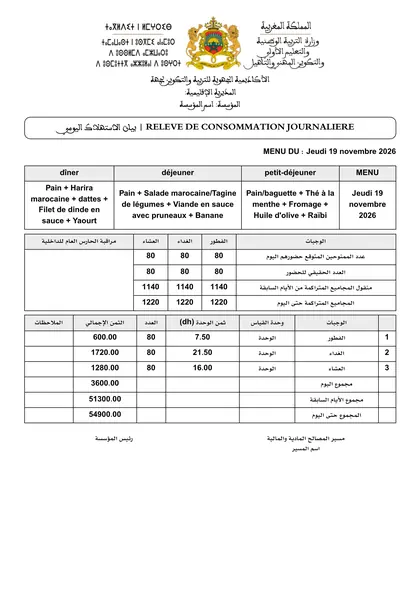 المملكة المغربية
وزارة التربية الوطنية
والتعليم الأولي
والتكوين المهني والتأهيل
الأكاديمية الجهوية للتربية والتكوين لجهة
المديرية الإقليمية:
المؤسسة: اسم المؤسسة
RELEVE DE CONSOMMATION JOURNALIERE | بيان الاستهلاك اليومي
MENU DU : Jeudi 19 novembre 2026
dîner déjeuner petit-déjeuner MENU
Pain + Harira marocaine + dattes + Filet de dinde en sauce + Yaourt
Pain + Salade marocaine/Tagine de légumes + Viande en sauce avec pruneaux + Banane
Pain/baguette + Thé à la menthe + Fromage + Huile d'olive + Raïbi
Jeudi 19 novembre 2026
الوجبات الفطور الغداء العشاء مراقبة الحارس العام للداخلية
عدد الممنوحين المتوقع حضورهم اليوم 80 80 80
العدد الحقيقي للحضور 80 80 80
منقول المجاميع المتراكمة من الأيام السابقة 1140 1140 1140
المجاميع المتراكمة حتى اليوم 1220 1220 1220
الوجبات وحدة القياس ثمن الوحدة (dh) العدد الثمن الإجمالي الملاحظات
1 الفطور الوحدة 7.50 80 600.00
2 الغداء الوحدة 21.50 80 1720.00
3 العشاء الوحدة 16.00 80 1280.00
مجموع اليوم 3600.00
مجموع الأيام السابقة 51300.00
المجموع حتى اليوم 54900.00
مسير المصالح المادية والمالية رئيس المؤسسة
اسم المسير